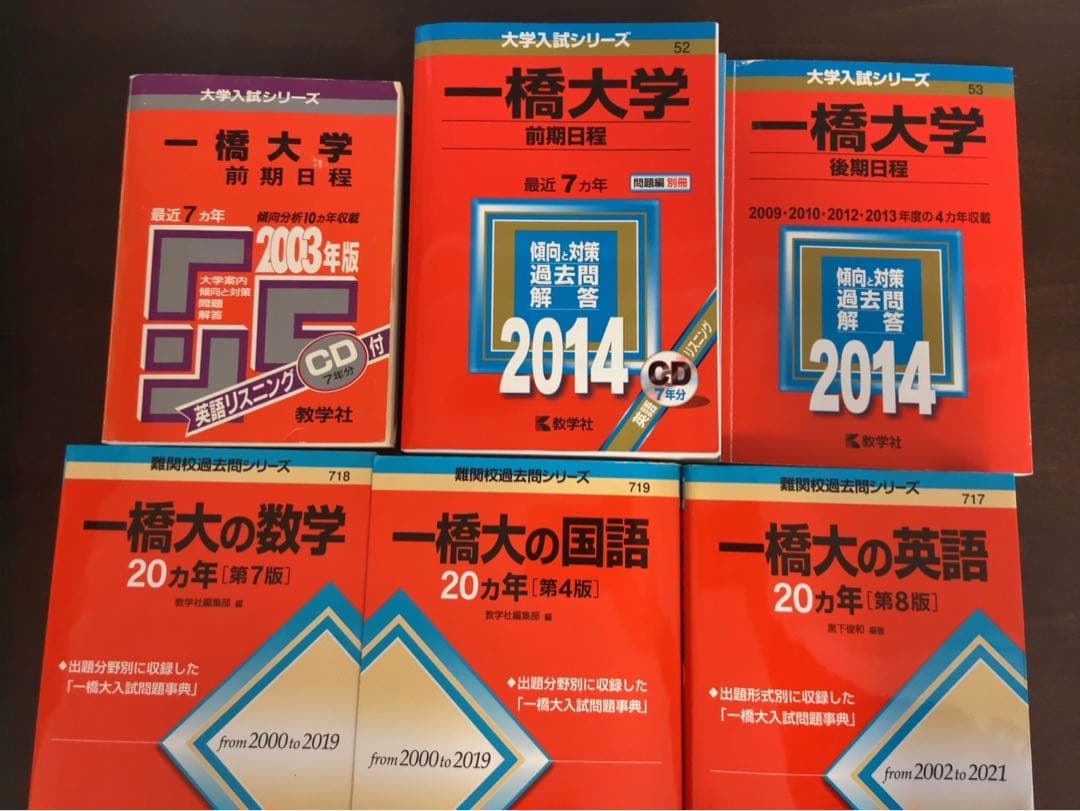 大学入試シリーズ
一橋大学
前期日程
最近7ヵ年
傾向分析10ヵ年収載
2003年版
大学案内
傾向と対策
問題
解答
英語リスニング CD 付
7年分
教学社
大学入試シリーズ
52
一橋大学
前期日程
最近7ヵ年
問題編 別冊
傾向と対策
過去問
解答
2014
英語リスニング
CD
7年分
教学社
大学入試シリーズ
53
一橋大学
後期日程
2009・2010・2012・2013年度の4ヵ年収載
傾向と対策
過去問
解答
2014
教学社
難関校過去問シリーズ
718
一橋大の数学
20ヵ年[第7版]
教学社編集部 編
◆出題分野別に収録した
「一橋大入試問題事典」
from 2000 to 2019
難関校過去問シリーズ
719
一橋大の国語
20ヵ年[第4版]
教学社編集部 編
◆出題分野別に収録した
「一橋大入試問題事典」
from 2000 to 2019
難関校過去問シリーズ
717
一橋大の英語
20ヵ年[第8版]
黒下俊和 編著
◆出題形式別に収録した
「一橋大入試問題事典」
from 2002 to 2021